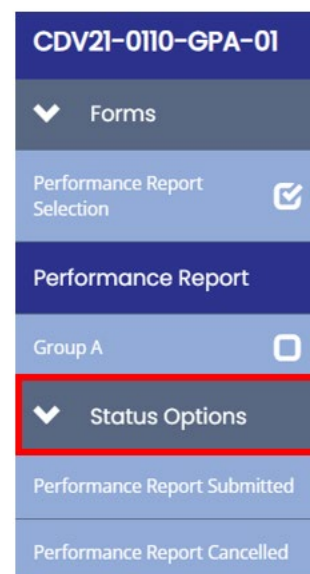 CDV21-0110-GPA-01
Forms
Performance Report
Selection
Performance Report
Group A
Status Options
Performance Report Submitted
Performance Report Cancelled